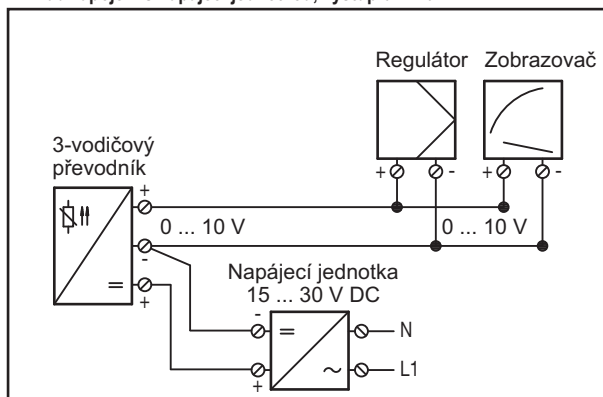 Regulátor
Zobrazovač
3-vodičový
převodník
+
+
-
+
-
0 ... 10 V
0 ... 10 V
-
=
+
Napájecí jednotka
15 ... 30 V DC
-
=
N
+
~
L1